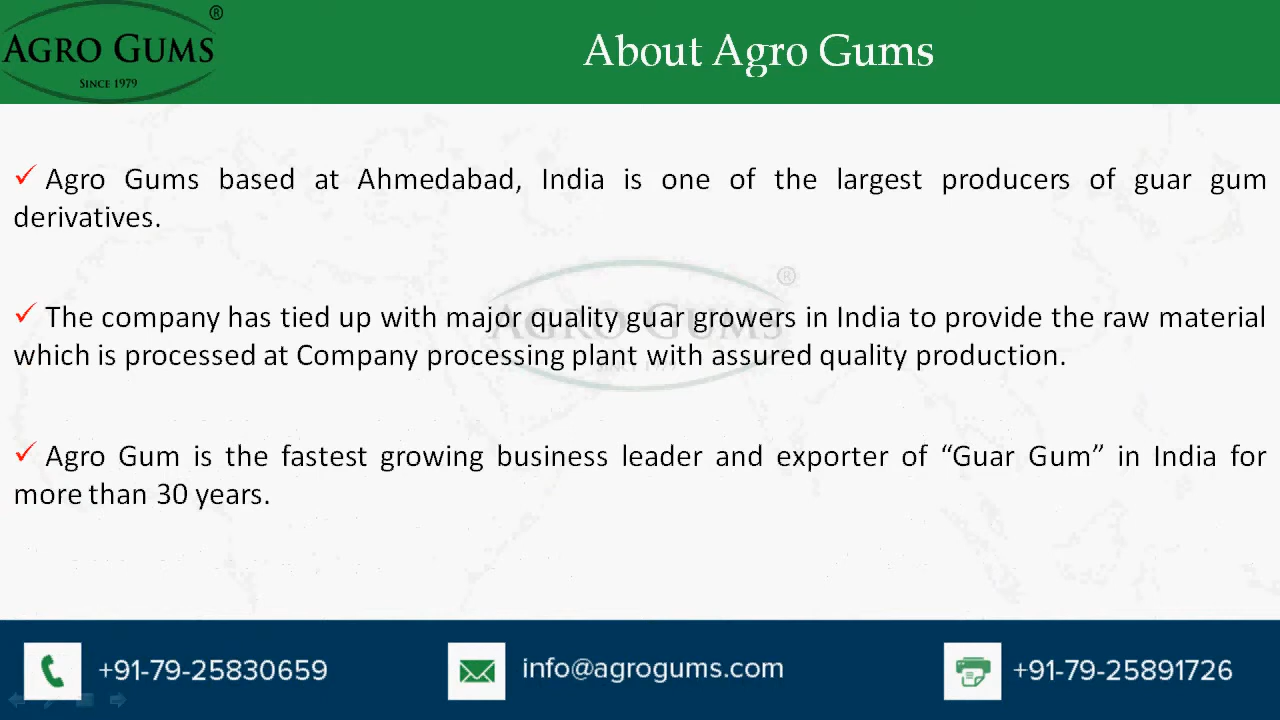 ®
AGRO GUMS
SINCE 1979
About Agro Gums
✓ Agro Gums based at Ahmedabad, India is one of the largest producers of guar gum
derivatives.
®
AGRO GUMS
SINCE 1979
✓ The company has tied up with major quality guar growers in India to provide the raw material
which is processed at Company processing plant with assured quality production.
✓ Agro Gum is the fastest growing business leader and exporter of “Guar Gum” in India for
more than 30 years.
+91-79-25830659
info@agrogums.com
+91-79-25891726